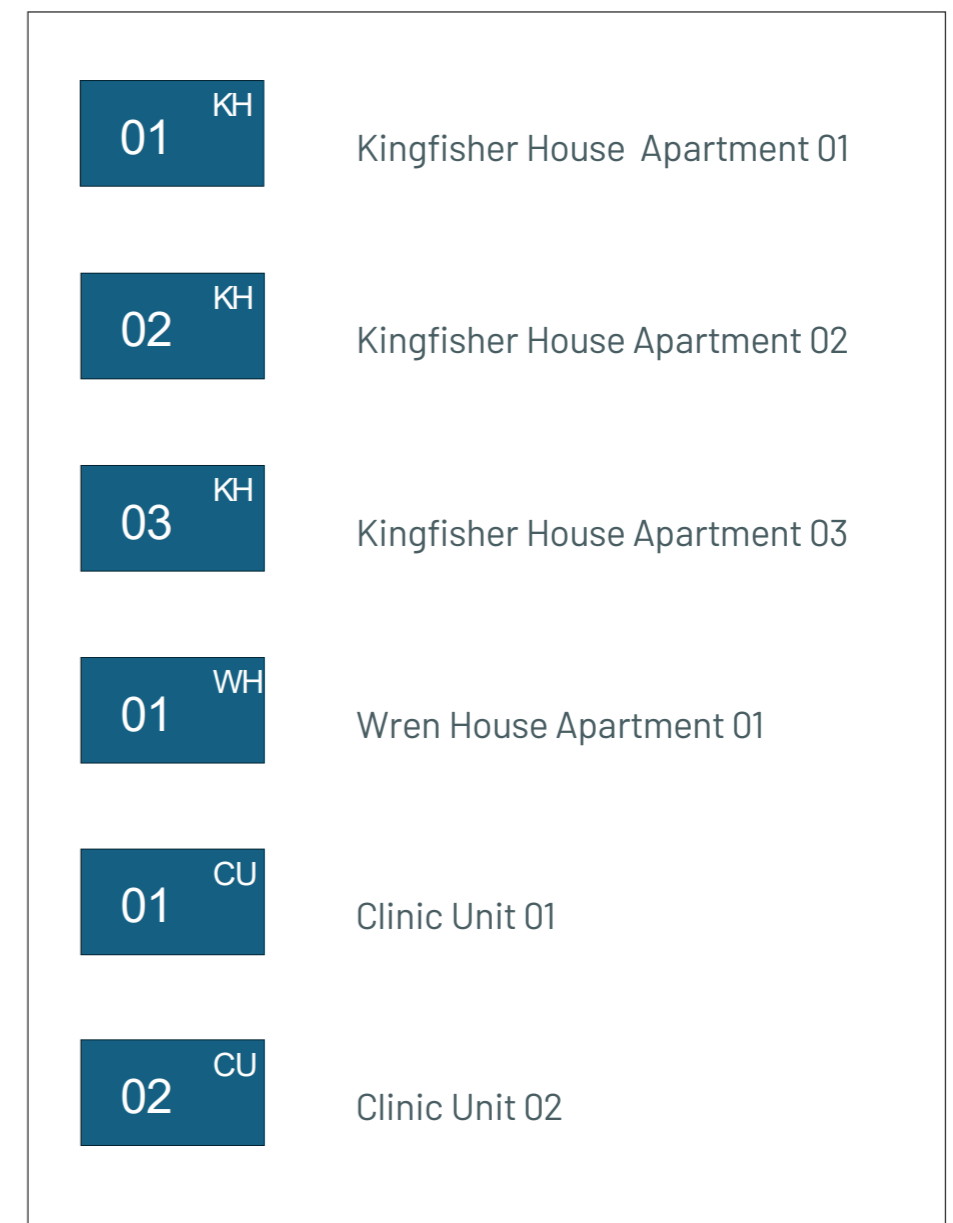 KH
01
Kingfisher House  Apartment 01
KH
02
Kingfisher House Apartment 02
KH
03
Kingfisher House Apartment 03
WH
01
Wren House Apartment 01
CU
01
Clinic Unit 01
CU
02
Clinic Unit 02